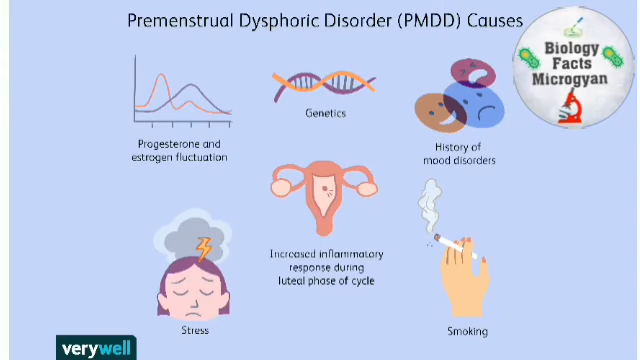 Premenstrual Dysphoric Disorder (PMDD) Causes
Biology
Facts
Microgyan
Progesterone and
estrogen fluctuation
Genetics
History of
mood disorders
Increased inflammatory
response during
luteal phase of cycle
Stress
Smoking
verywell